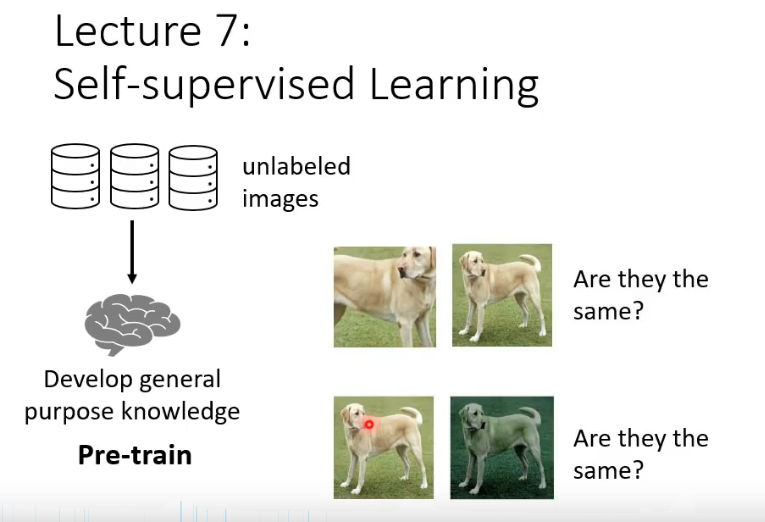 Lecture 7:
Self-supervised Learning
unlabeled
images
Develop general
purpose knowledge
Pre-train
Are they the
same?
Are they the
same?